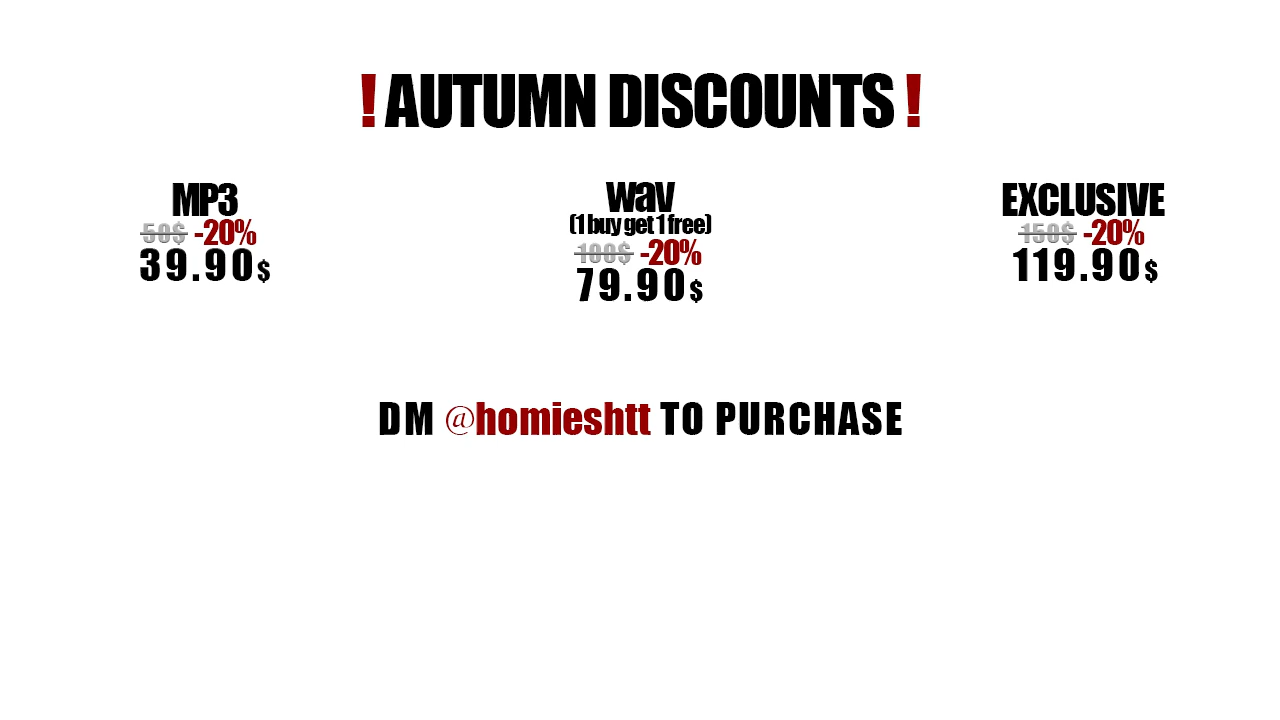 !AUTUMN DISCOUNTS!
MP3
50$ -20%
39.90$
wav
(1 buy get 1 free)
100$ -20%
79.90$
EXCLUSIVE
150$ -20%
119.90$
DM @homieshtt TO PURCHASE